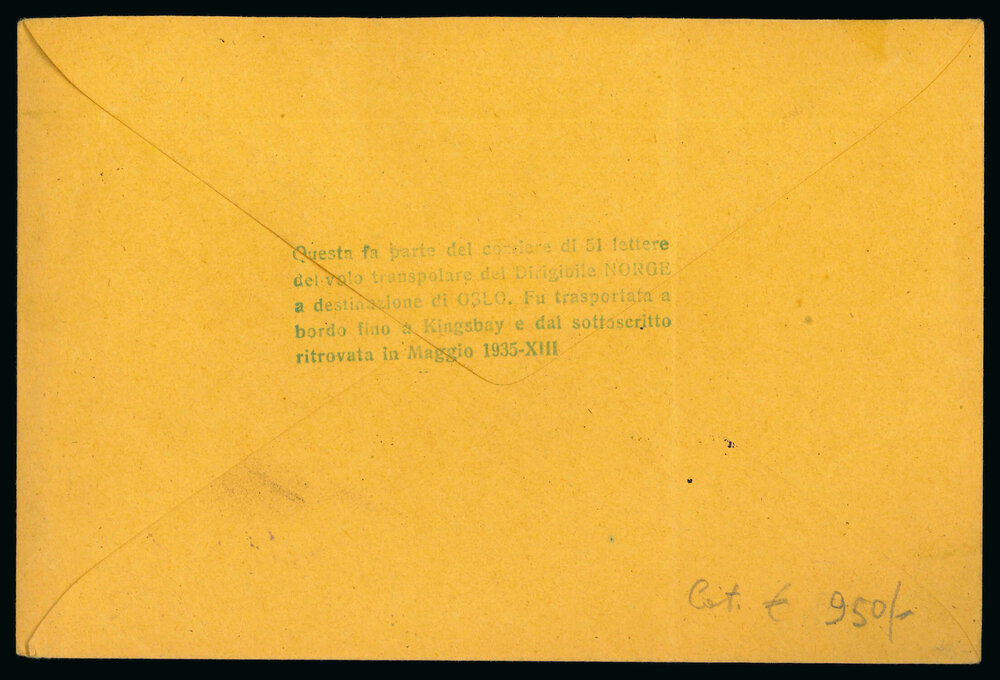 Questa fa parte del corriere di 51 lettere
del volo transpolare del Dirigibile NORGE
a destinazione di OSLO. Fu trasportata a
bordo fino a Kingsbay e dal sottoscritto
ritrovata in Maggio 1935-XIII
Cat. € 950/-